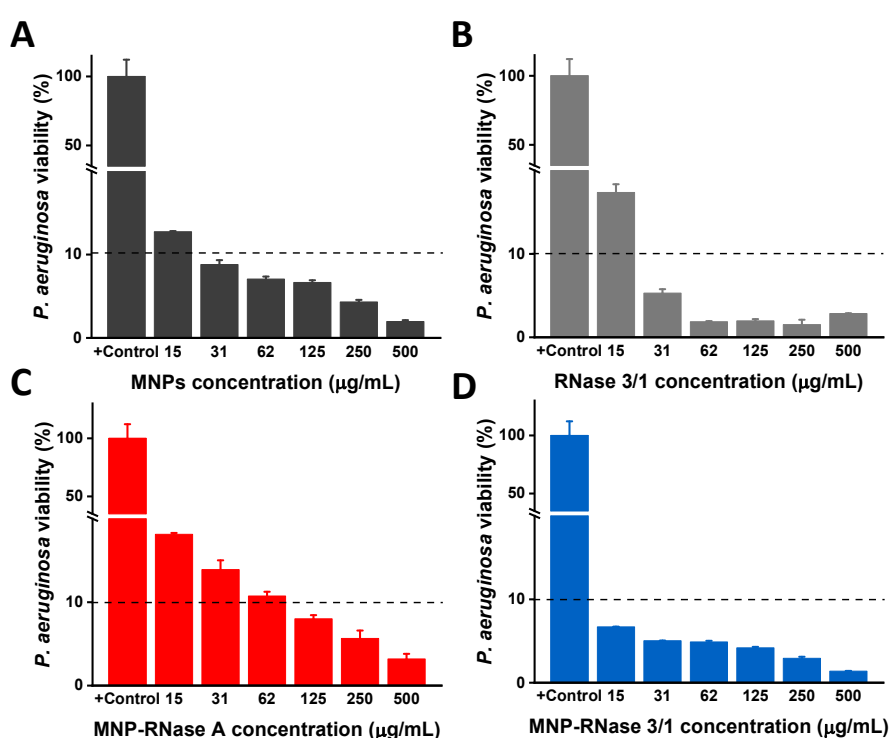 A
P. aeruginosa viability (%)
100
50
10
0
+Control 15 31 62 125 250 500
MNPs concentration (μg/mL)
B
P. aeruginosa viability (%)
100
50
10
0
+Control 15 31 62 125 250 500
RNase 3/1 concentration (μg/mL)
C
P. aeruginosa viability (%)
100
50
10
0
+Control 15 31 62 125 250 500
MNP-RNase A concentration (μg/mL)
D
P. aeruginosa viability (%)
100
50
10
0
+Control 15 31 62 125 250 500
MNP-RNase 3/1 concentration (μg/mL)